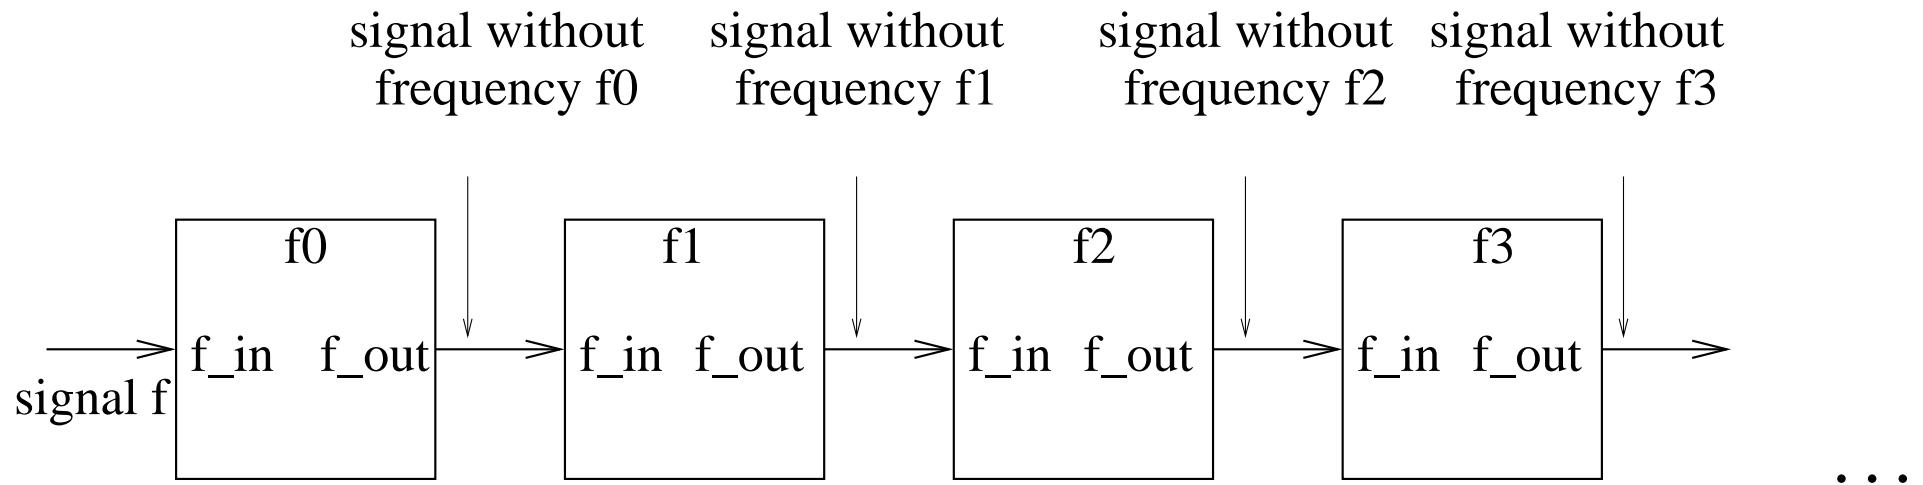 signal without
frequency f0
signal without
frequency f1
signal without
frequency f2
signal without
frequency f3
f0
f1
f2
f3
f_in f_out
f_in f_out
f_in f_out
f_in f_out
signal f
. . .